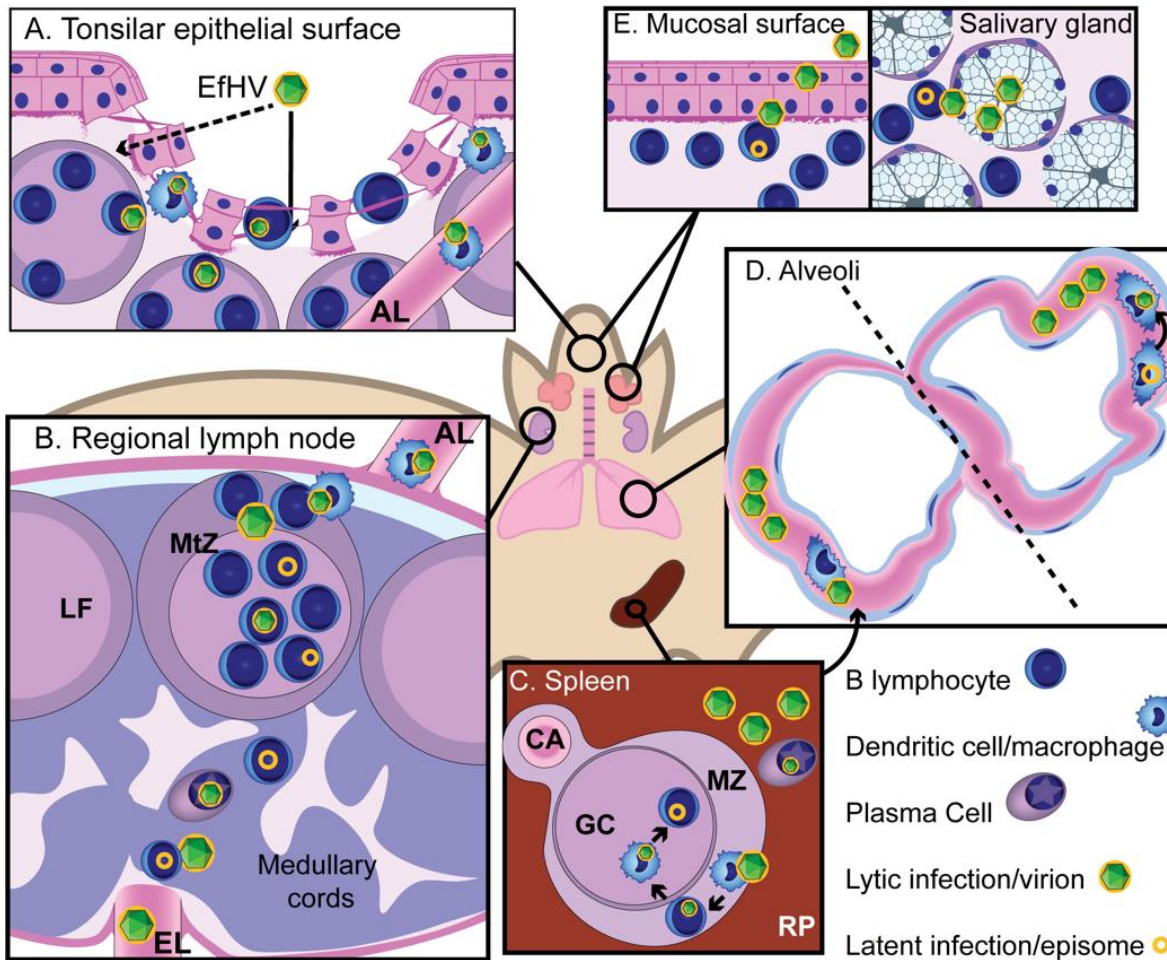 A. Tonsilar epithelial surface
EfHV
AL
E. Mucosal surface
Salivary gland
D. Alveoli
B. Regional lymph node
AL
MtZ
LF
Medullary
cords
EL
C. Spleen
CA
MZ
GC
RP
B lymphocyte
Dendritic cell/macrophage
Plasma Cell
Lytic infection/virion
Latent infection/episome